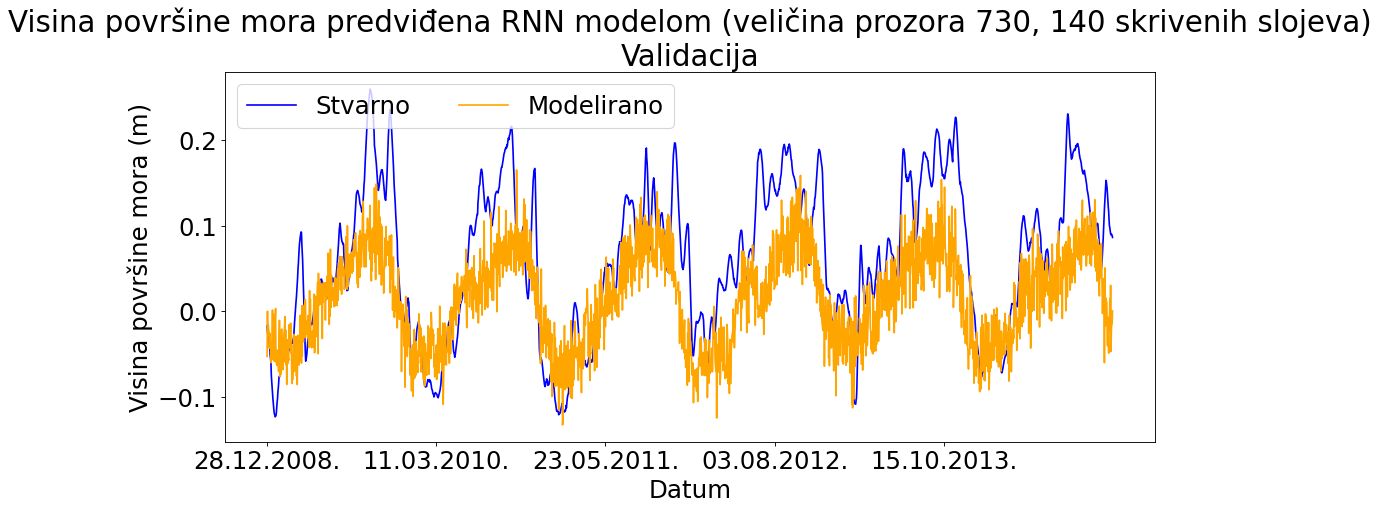 Visina površine mora predviđena RNN modelom (veličina prozora 730, 140 skrivenih slojeva)
Validacija
Stvarno Modelirano
Visina površine mora (m)
0.2
0.1
0.0
−0.1
28.12.2008. 11.03.2010. 23.05.2011. 03.08.2012. 15.10.2013.
Datum